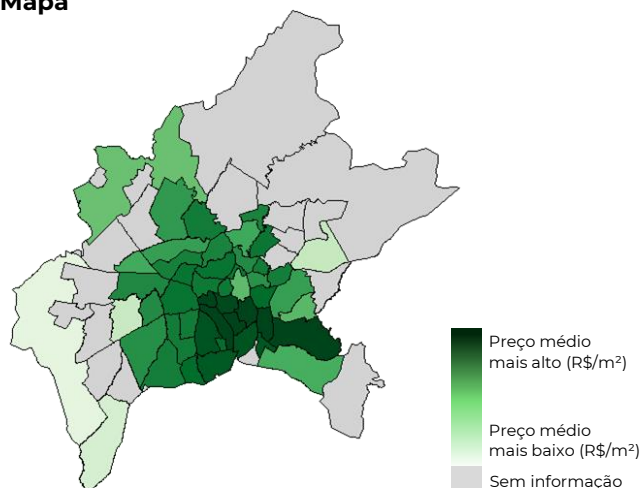 Mapa
Preço médio
mais alto (R$/m²)
Preço médio
mais baixo (R$/m²)
Sem informação